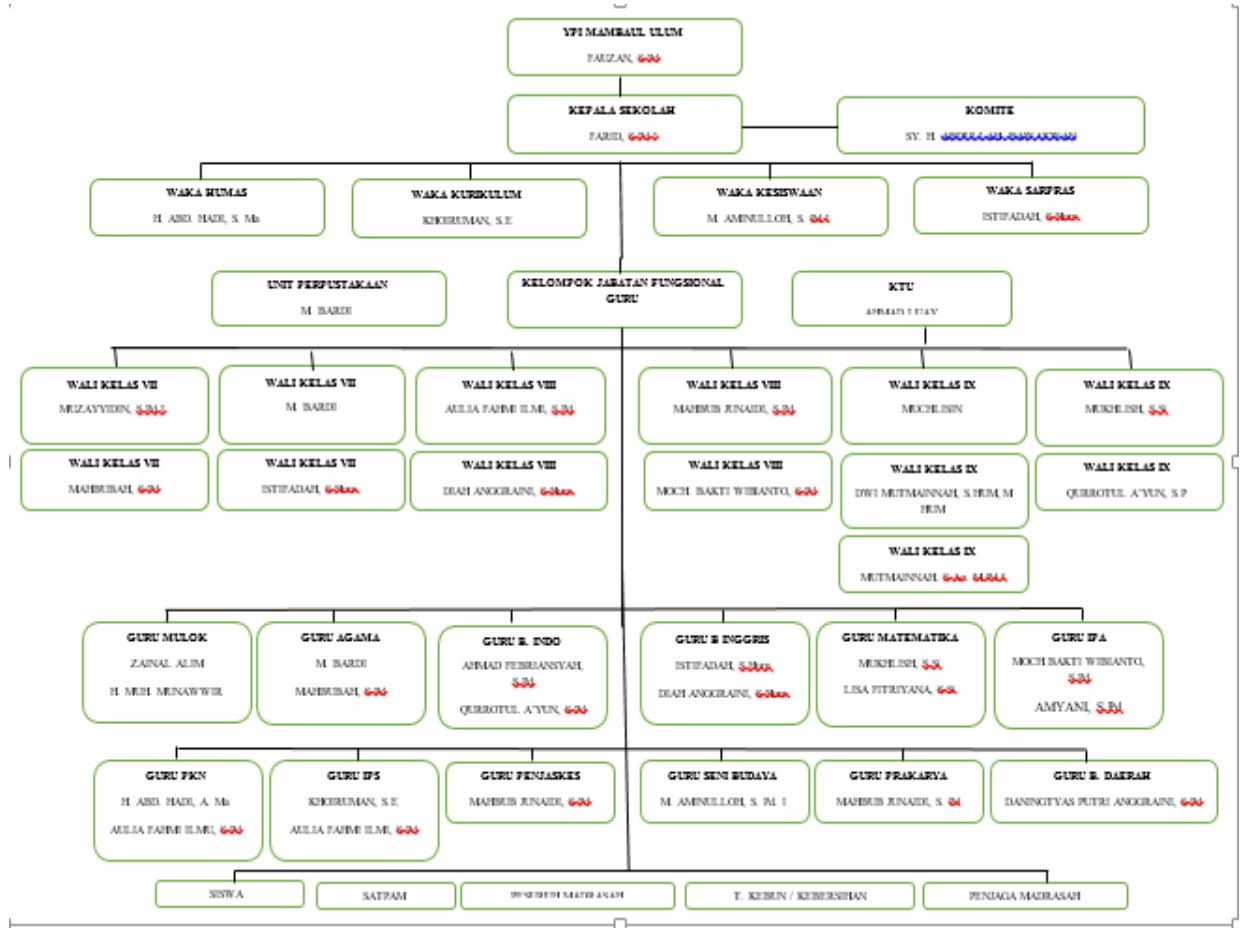 YPI MAMBAUL ULUM
FAUZAN, S.Pd
KEPALA SEKOLAH
FARID, S.Pd.I
KOMITE
SY. H.
WAKA HUMAS
H. ABD. HADI, S. Ma
WAKA KURIKULUM
KHOIRUMAN, S.E
WAKA KESISWAAN
M. AMINULLOH, S. Pd.I
WAKA SARPRAS
ISTIFADAH, S.Hum
UNIT PERPUSTAKAAN
M. BARDI
KELOMPOK JABATAN FUNGSIONAL
GURU
KTU
AHMAD
WALI KELAS VII
MUZAYYIDIN, S.Pd.I
WALI KELAS VII
M. BARDI
WALI KELAS VIII
AULIA FAHMI ILMI, S.Pd
WALI KELAS VIII
MAHBUB JUNAIDI, S.Pd
WALI KELAS IX
MUCHLISIN
WALI KELAS IX
MUKHLISH, S.Si
WALI KELAS VII
MAHBUBAH, S.Pd
WALI KELAS VII
ISTIFADAH, S.Hum
WALI KELAS VIII
DIAH ANGGRAINI, S.Hum
WALI KELAS VIII
MOCH. BAKTI WIBIANTO, S.Pd
WALI KELAS IX
DWI MUTMAINNAH, S.HUM, M
HUM
WALI KELAS IX
QURROTUL A'YUN, S.P
WALI KELAS IX
MUTMAINNAH, M.Pd.I
GURU MULOK
ZAINAL ALIM
H. MUH. MUNAWWIR
GURU AGAMA
M. BARDI
MAHBUBAH, S.Pd
GURU B. INDO
AHMAD FEBRIANSYAH,
S.Pd
QURROTUL A'YUN, S.Pd
GURU B INGGRIS
ISTIFADAH, S.Hum
DIAH ANGGRAINI, S.Hum
GURU MATEMATIKA
MUKHLISH, S.Si
LISA FITRIYANA, S.Si
GURU IPA
MOCH.BAKTI WIBIANTO,
S.Pd
AMYANI, S.Pd
GURU PKN
H. ABD. HADI, A. Ma
AULIA FAHMI ILMU, S.Pd
GURU IPS
KHOIRUMAN, S.E
AULIA FAHMI ILMI, S.Pd
GURU PENJASKES
MAHBUB JUNAIDI, S.Pd
GURU SENI BUDAYA
M. AMINULLOH, S. Pd. I
GURU PRAKARYA
MAHBUB JUNAIDI, S. Pd
GURU B. DAERAH
DANINGTYAS PUTRI ANGGRAINI, S.Pd
SISWA
SATPAM
PESURUH MADRASAH
T. KEBUN / KEBERSIHAN
PENJAGA MADRASAH